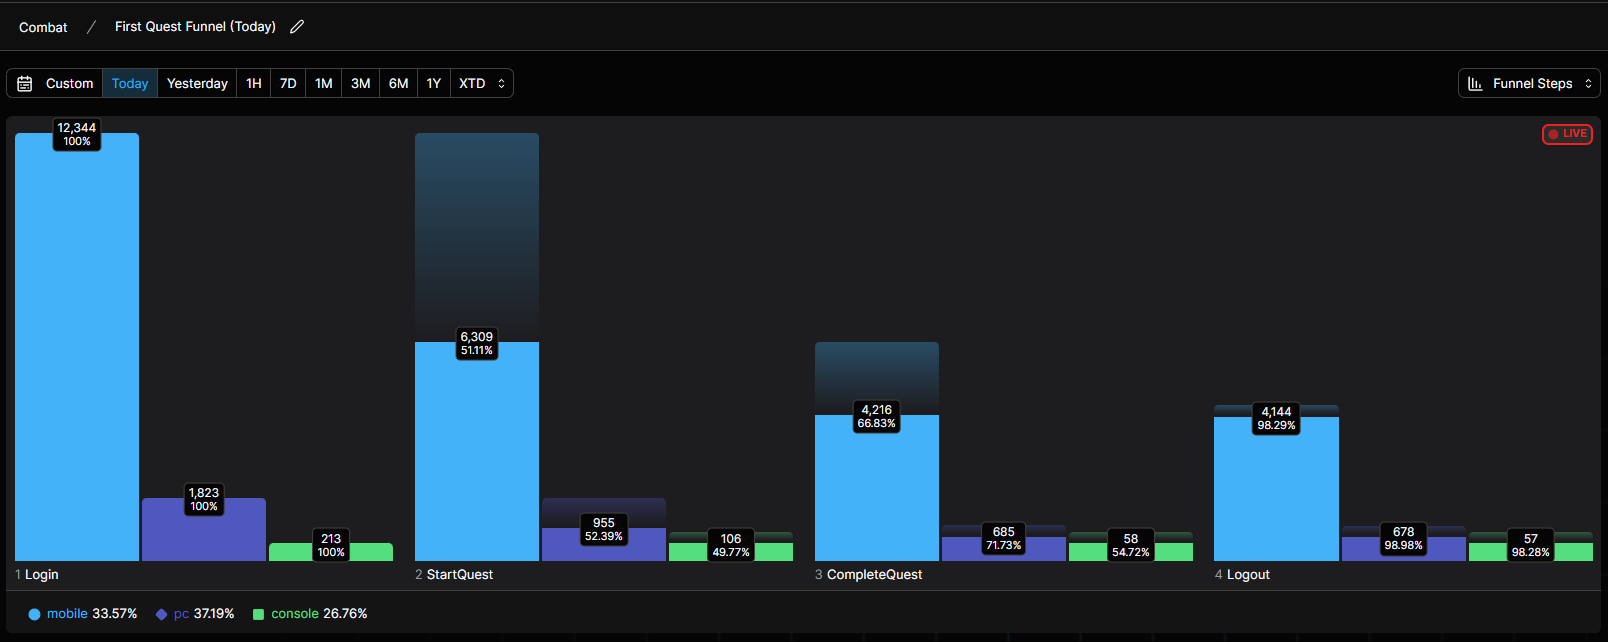 Combat / First Quest Funnel (Today)
Custom Today Yesterday 1H 7D 1M 3M 6M 1Y XTD
Funnel Steps
LIVE
12,344
100%
1,823
100%
213
100%
1 Login
6,309
51.11%
955
52.39%
106
49.77%
2 StartQuest
4,216
66.83%
685
71.73%
58
54.72%
3 CompleteQuest
4,144
98.29%
678
98.98%
57
98.28%
4 Logout
mobile 33.57% pc 37.19% console 26.76%